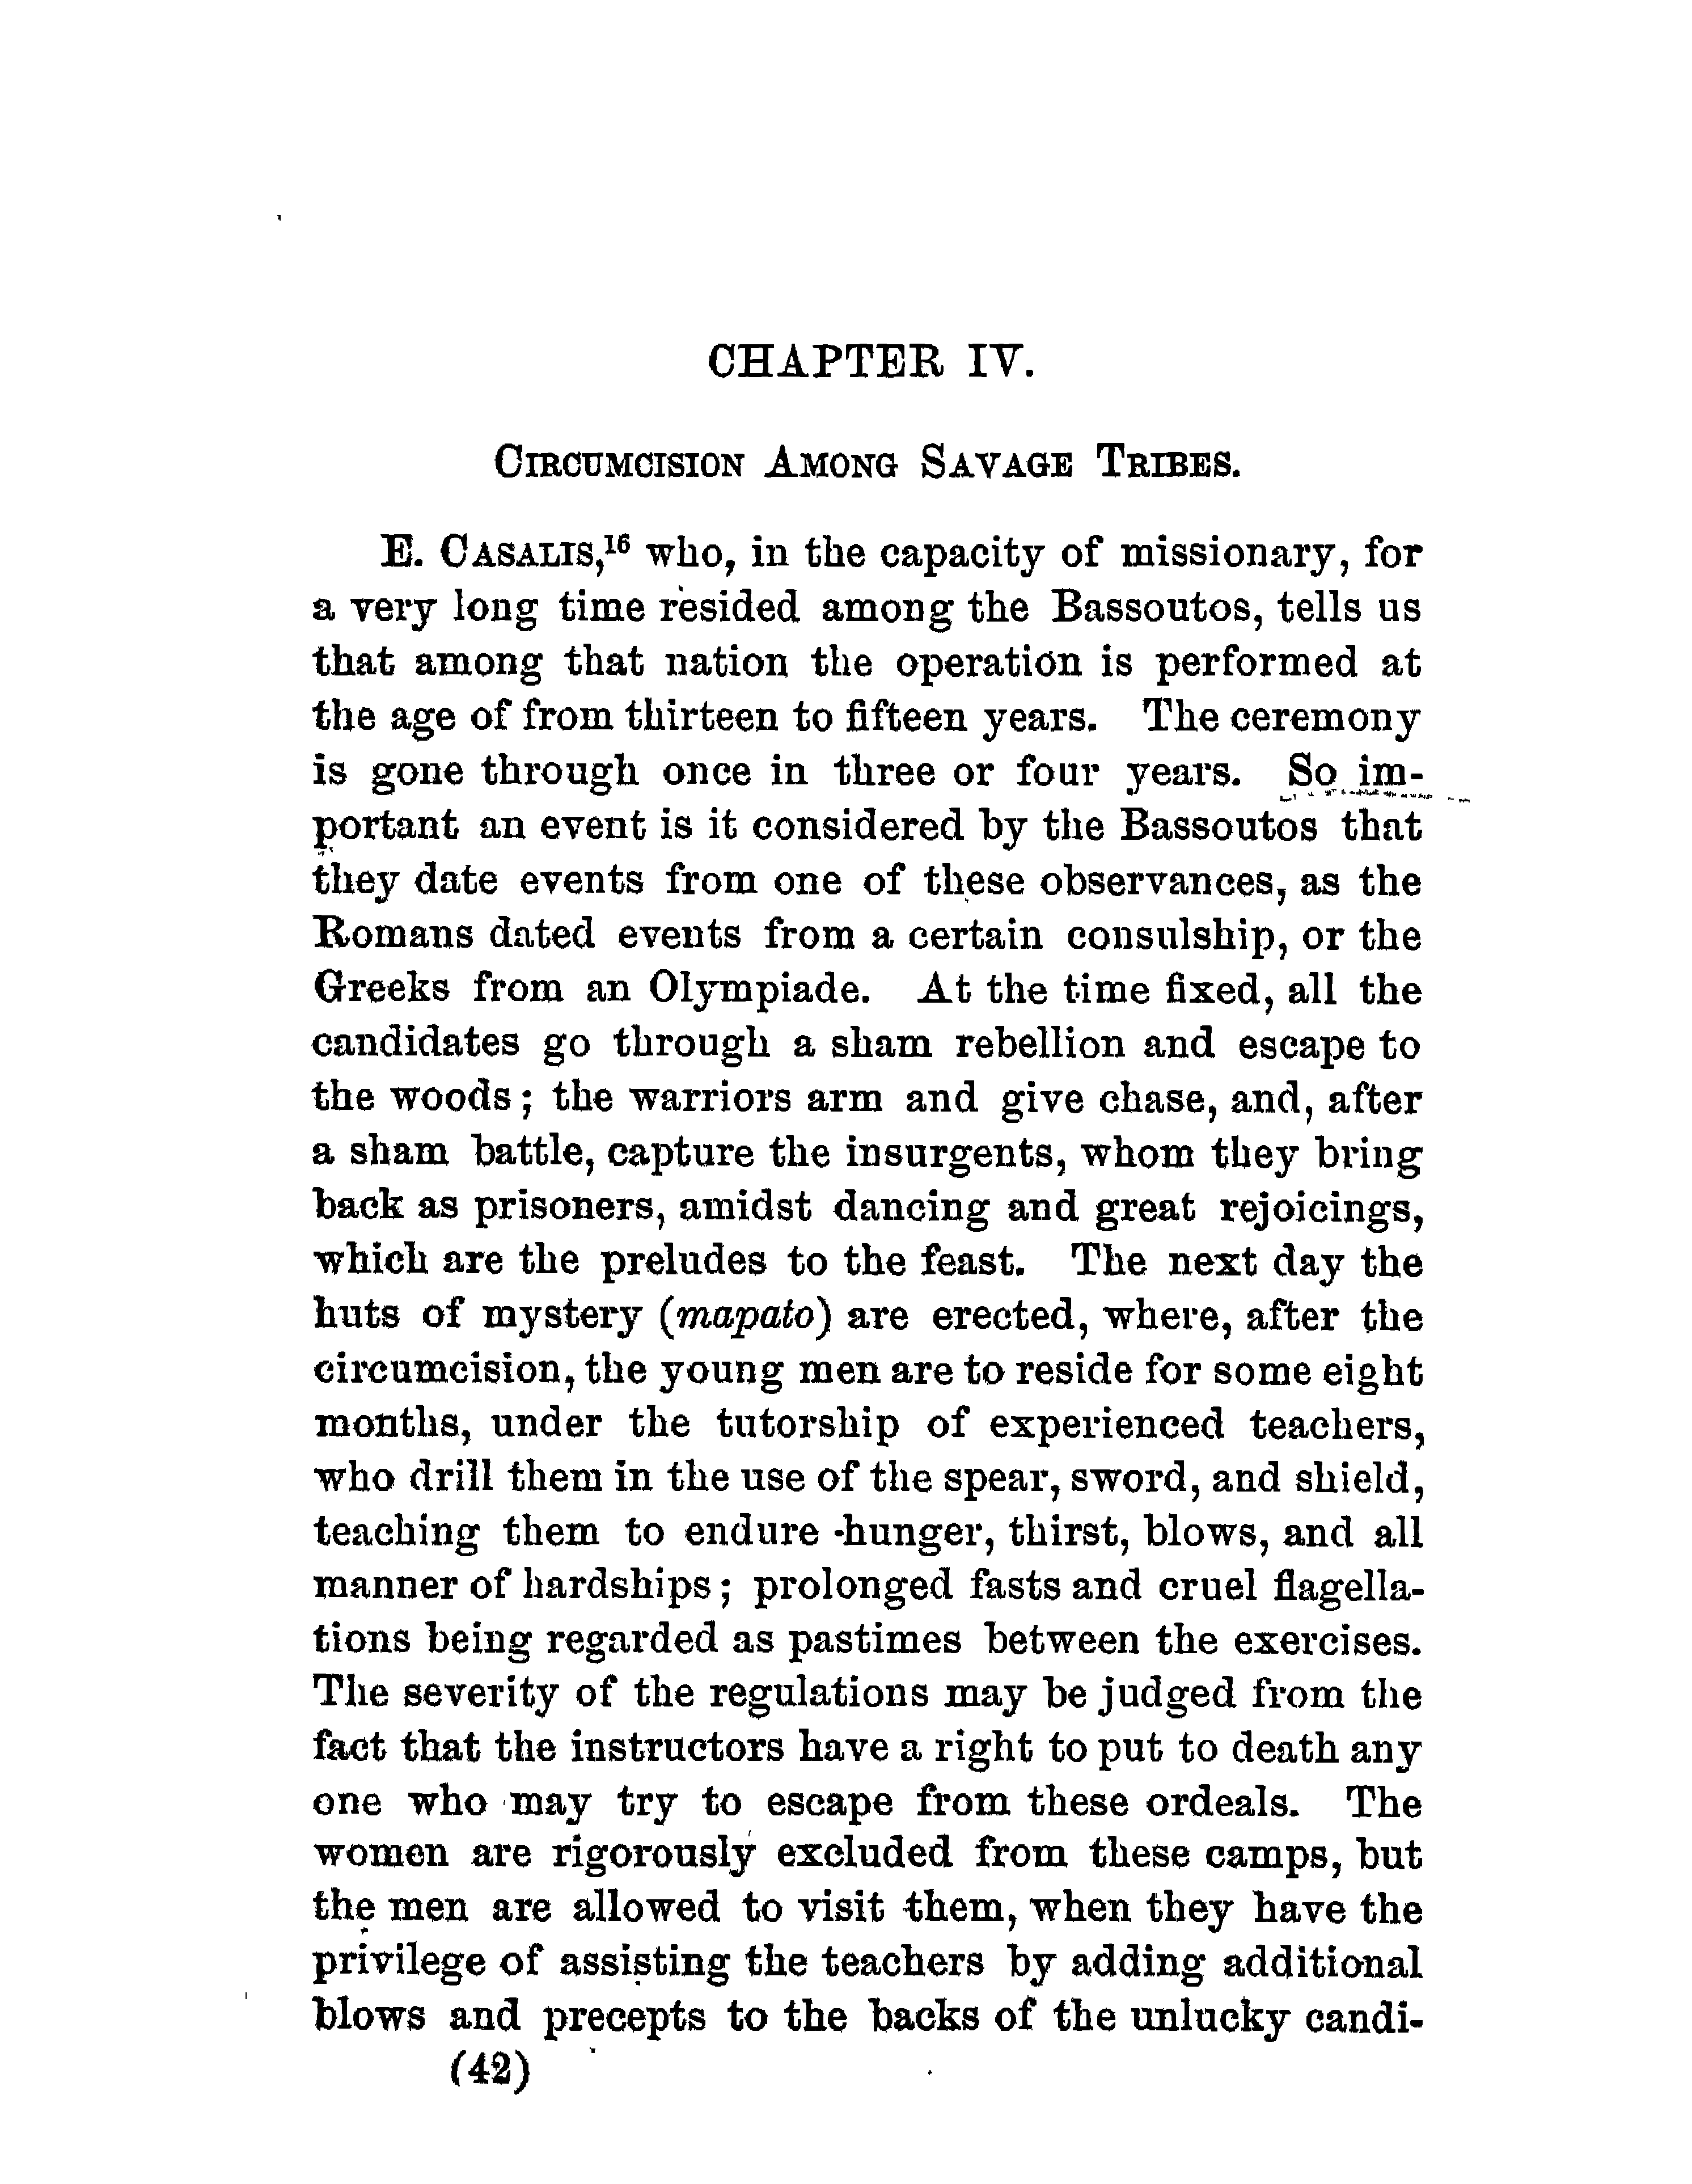 CHAPTER IV.
CIRCUMCISION AMONG SAVAGE TRIBES.
E. CASALIS,¹⁶ who, in the capacity of missionary, for
a very long time resided among the Bassoutos, tells us
that among that nation the operation is performed at
the age of from thirteen to fifteen years. The ceremony
is gone through once in three or four years. So im-
portant an event is it considered by the Bassoutos that
they date events from one of these observances, as the
Romans dated events from a certain consulship, or the
Greeks from an Olympiade. At the time fixed, all the
candidates go through a sham rebellion and escape to
the woods; the warriors arm and give chase, and, after
a sham battle, capture the insurgents, whom they bring
back as prisoners, amidst dancing and great rejoicings,
which are the preludes to the feast. The next day the
huts of mystery (mapato) are erected, where, after the
circumcision, the young men are to reside for some eight
months, under the tutorship of experienced teachers,
who drill them in the use of the spear, sword, and shield,
teaching them to endure hunger, thirst, blows, and all
manner of hardships; prolonged fasts and cruel flagella-
tions being regarded as pastimes between the exercises.
The severity of the regulations may be judged from the
fact that the instructors have a right to put to death any
one who may try to escape from these ordeals. The
women are rigorously excluded from these camps, but
the men are allowed to visit them, when they have the
privilege of assisting the teachers by adding additional
blows and precepts to the backs of the unlucky candi-
(42)